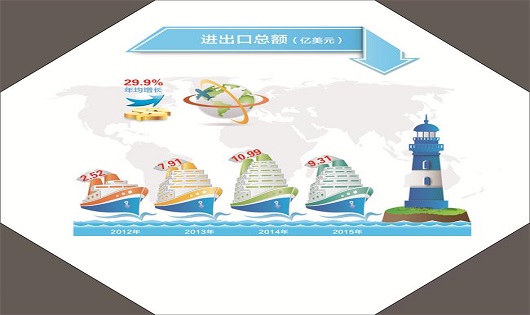 进出口总额（亿美元）
29.9%
年均增长
2.52
7.91
10.99
9.31
2012年
2013年
2014年
2015年